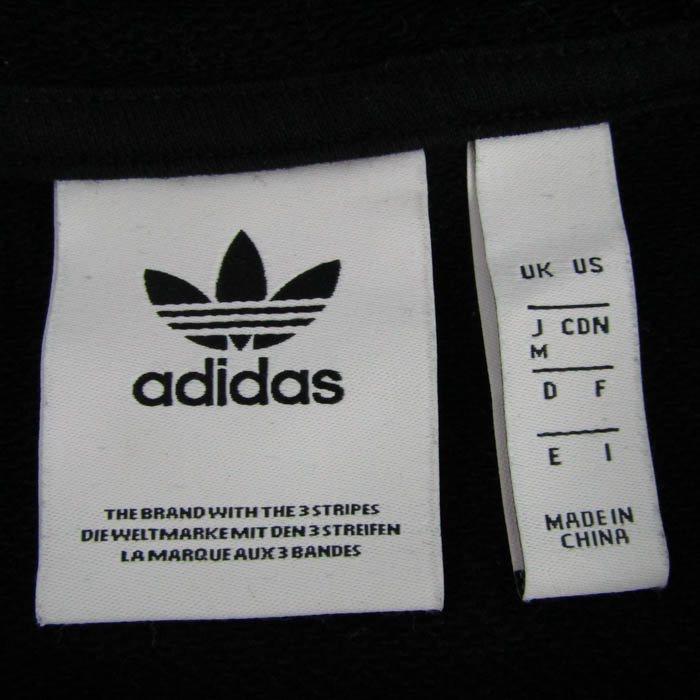 adidas
THE BRAND WITH THE 3 STRIPES
DIE WELTMARKE MIT DEN 3 STREIFEN
LA MARQUE AUX 3 BANDES
UK US
J CDN
M
D F
E I
MADE IN
CHINA